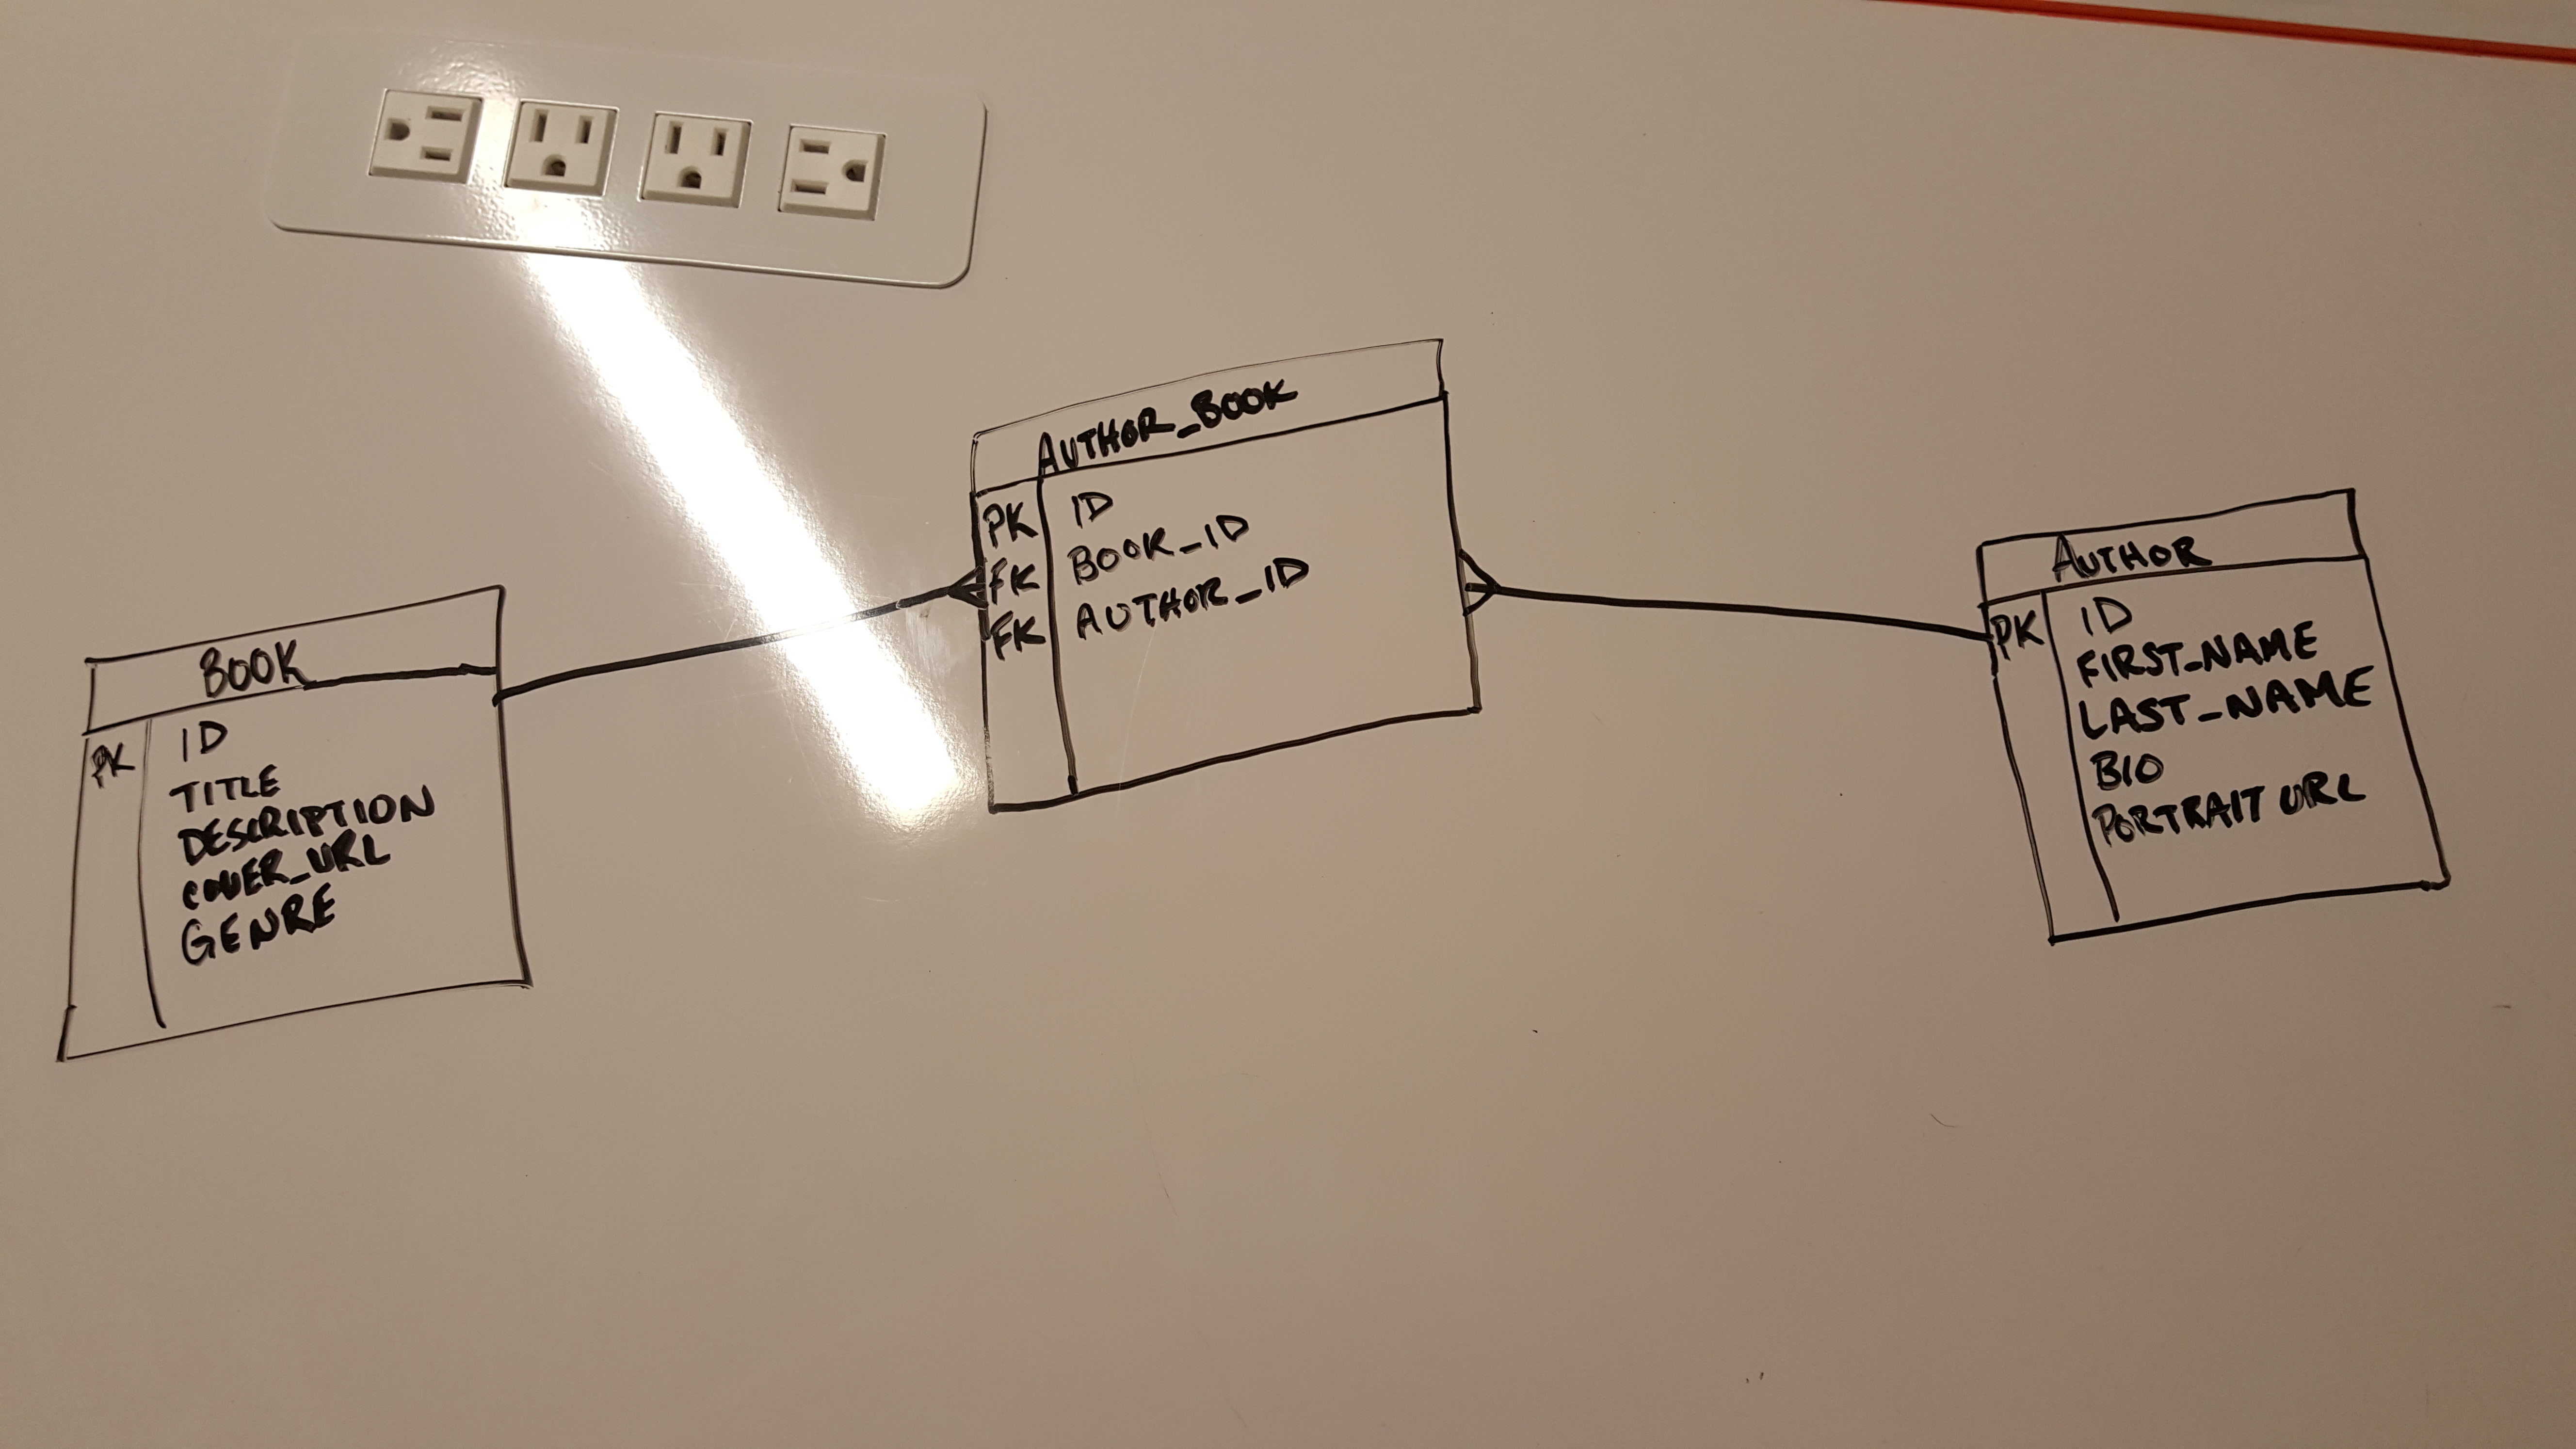 BOOK
PK ID
TITLE
DESCRIPTION
COVER_URL
GENRE
AUTHOR_BOOK
PK ID
FK BOOK_ID
FK AUTHOR_ID
AUTHOR
PK ID
FIRST_NAME
LAST_NAME
BIO
PORTRAIT URL